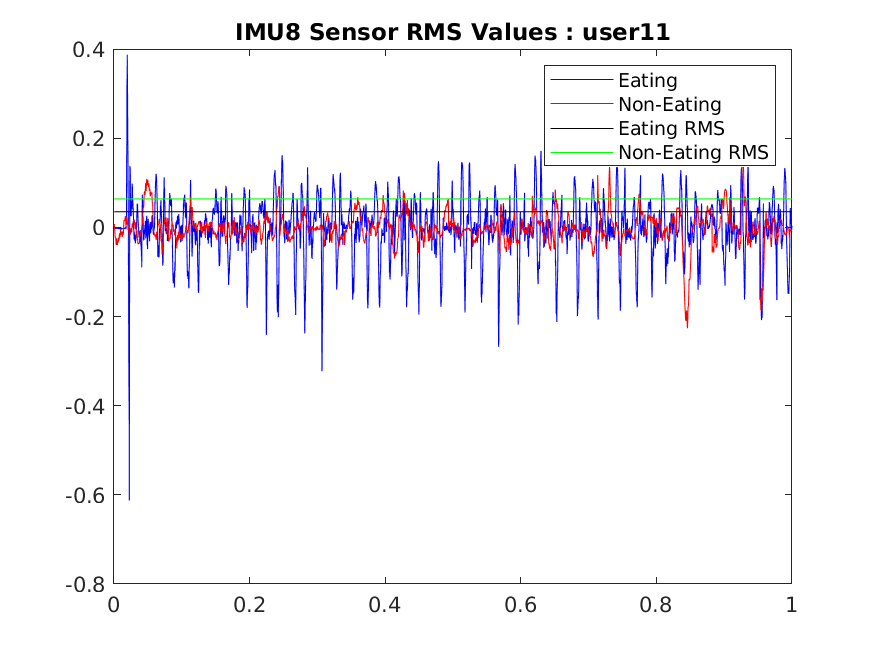 IMU8 Sensor RMS Values : user11
0.4
0.2
0
-0.2
-0.4
-0.6
-0.8
0
0.2
0.4
0.6
0.8
1
Eating
Non-Eating
Eating RMS
Non-Eating RMS